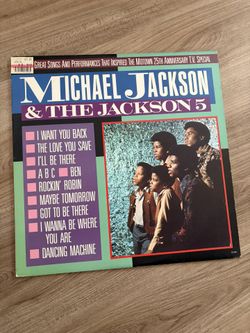 Great Songs And Performances That Inspired The Motown 25th Anniversary T.V. Special
Michael Jackson
& The Jackson 5
I Want You Back
The Love You Save
I'll Be There
A B C Ben
Rockin' Robin
Maybe Tomorrow
Got To Be There
I Wanna Be Where
You Are
Dancing Machine